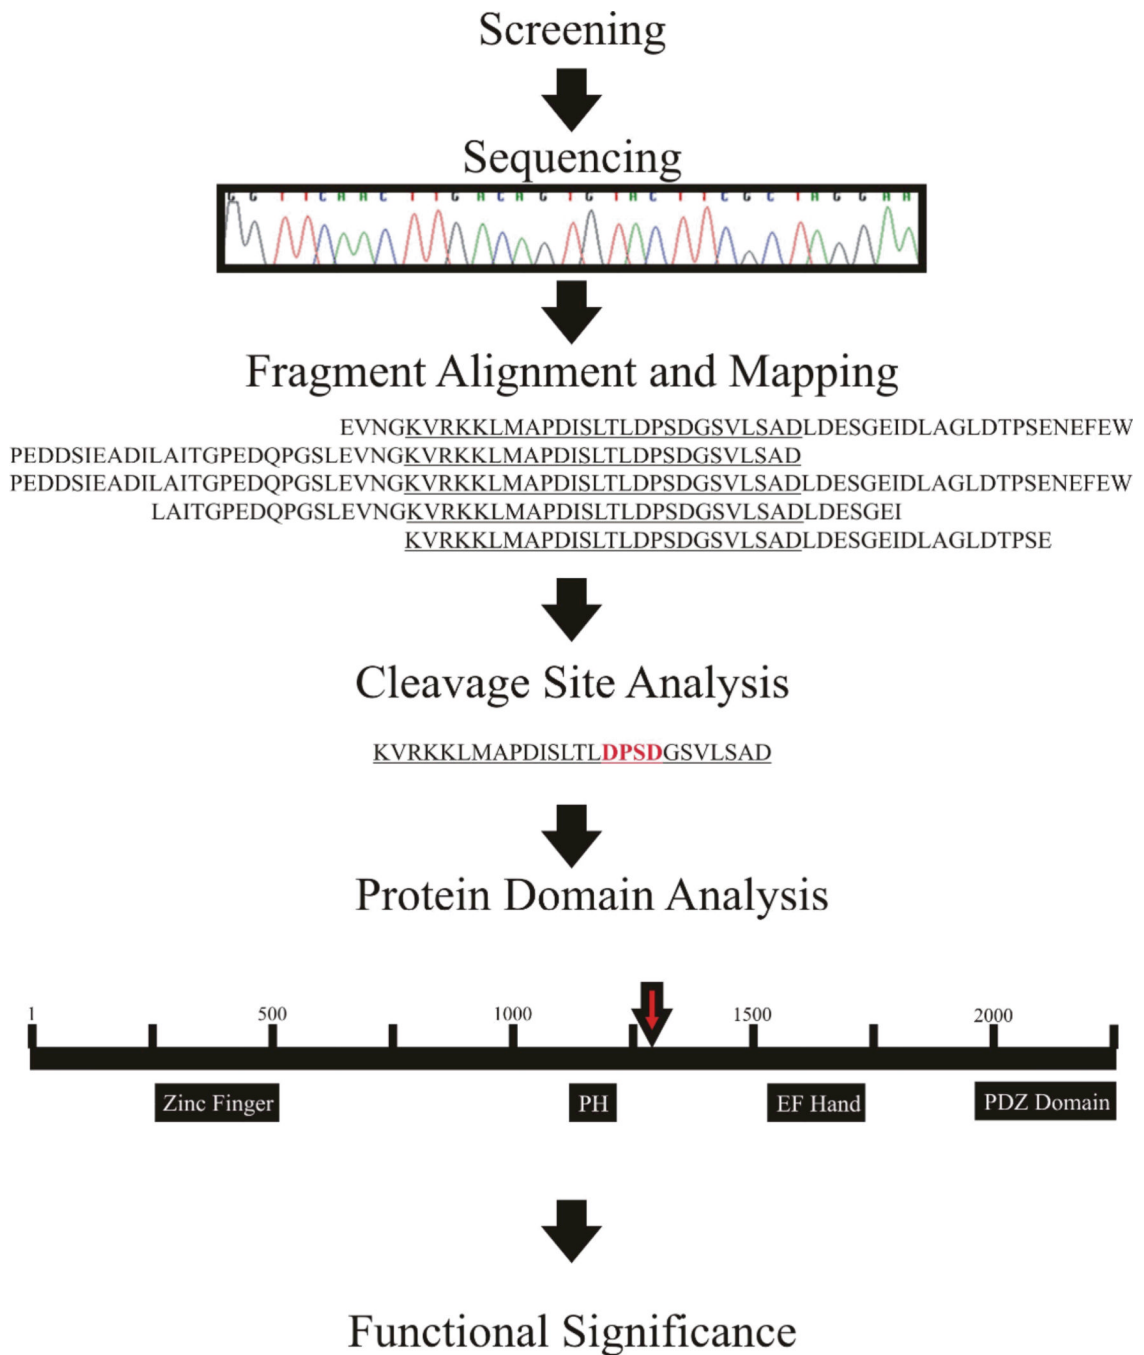 Screening
Sequencing
G G T T C A A C T T G A C A G T G T A C T T C G C T A G G A A
Fragment Alignment and Mapping
EVNGKVRKKLMAPDISLTLDPSDGSVLSADLDESGEIDLAGLDTPSENEFEW
PEDDSIEADILAITGPEDQPGSLEVNGKVRKKLMAPDISLTLDPSDGSVLSAD
PEDDSIEADILAITGPEDQPGSLEVNGKVRKKLMAPDISLTLDPSDGSVLSADLDESGEIDLAGLDTPSENEFEW
LAITGPEDQPGSLEVNGKVRKKLMAPDISLTLDPSDGSVLSADLDESGEI
KVRKKLMAPDISLTLDPSDGSVLSADLDESGEIDLAGLDTPSE
Cleavage Site Analysis
KVRKKLMAPDISLTLDPSDGSVLSAD
Protein Domain Analysis
1 500 1000 1500 2000
Zinc Finger PH EF Hand PDZ Domain
Functional Significance